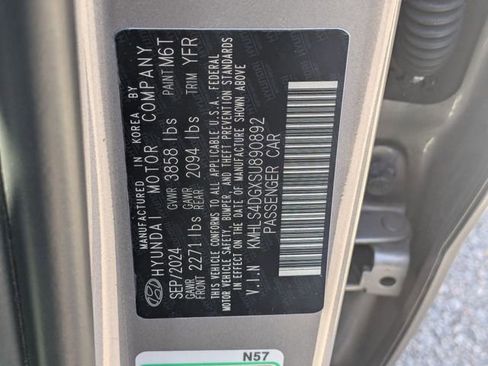 MANUFACTURED IN KOREA BY
HYUNDAI MOTOR COMPANY
SEP/2024 GVWR 3858 lbs PAINT M6T
GAWR FRONT 2271 lbs GAWR REAR 2094 lbs TRIM YFR
THIS VEHICLE CONFORMS TO ALL APPLICABLE U.S.A. FEDERAL
MOTOR VEHICLE SAFETY, BUMPER, AND THEFT PREVENTION STANDARDS
IN EFFECT ON THE DATE OF MANUFACTURE SHOWN ABOVE
V.I.N KMHLS4DGXSU890892
PASSENGER CAR
N57